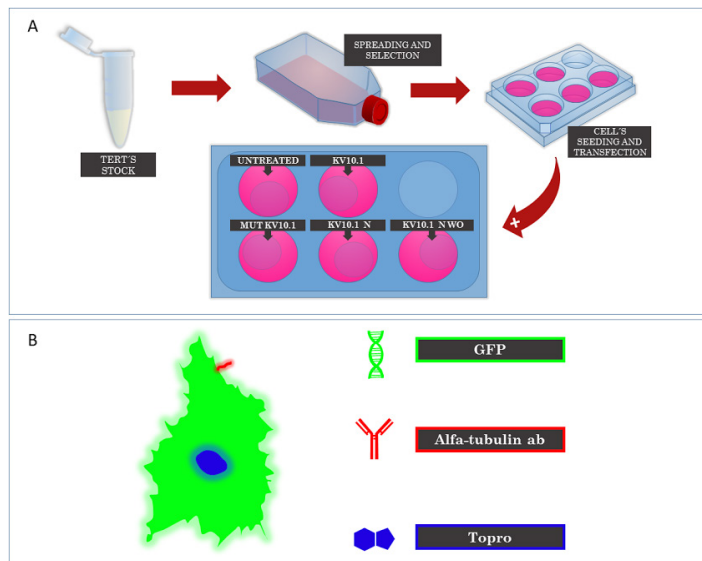 A
SPREADING AND
SELECTION
TERT´S
STOCK
CELL´S
SEEDING AND
TRANSFECTION
UNTREATED
KV10.1
MUT KV10.1
KV10.1 N
KV10.1 NWO
B
GFP
Alfa-tubulin ab
Topro